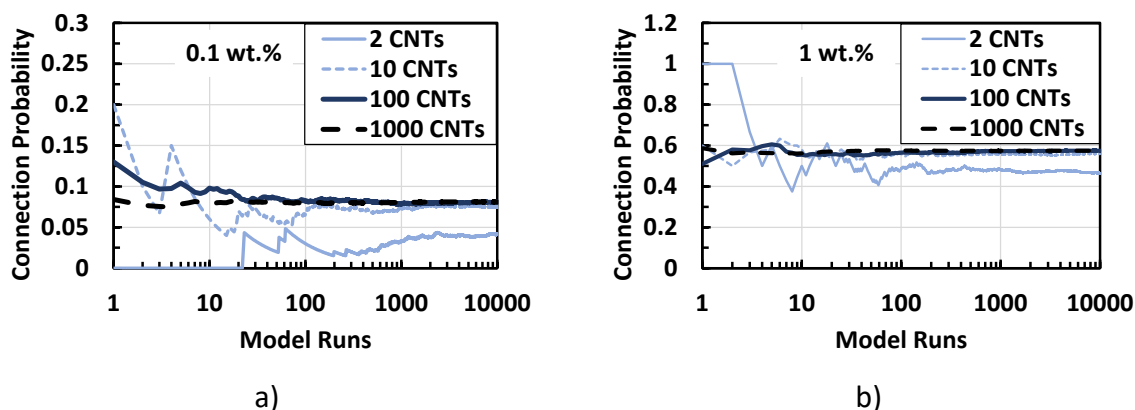 0.3
0.25
0.2
0.15
0.1
0.05
0
Connection Probability
0.1 wt.%
2 CNTs
10 CNTs
100 CNTs
1000 CNTs
1 10 100 1000 10000
Model Runs
a)
1.2
1
0.8
0.6
0.4
0.2
0
Connection Probability
1 wt.%
2 CNTs
10 CNTs
100 CNTs
1000 CNTs
1 10 100 1000 10000
Model Runs
b)